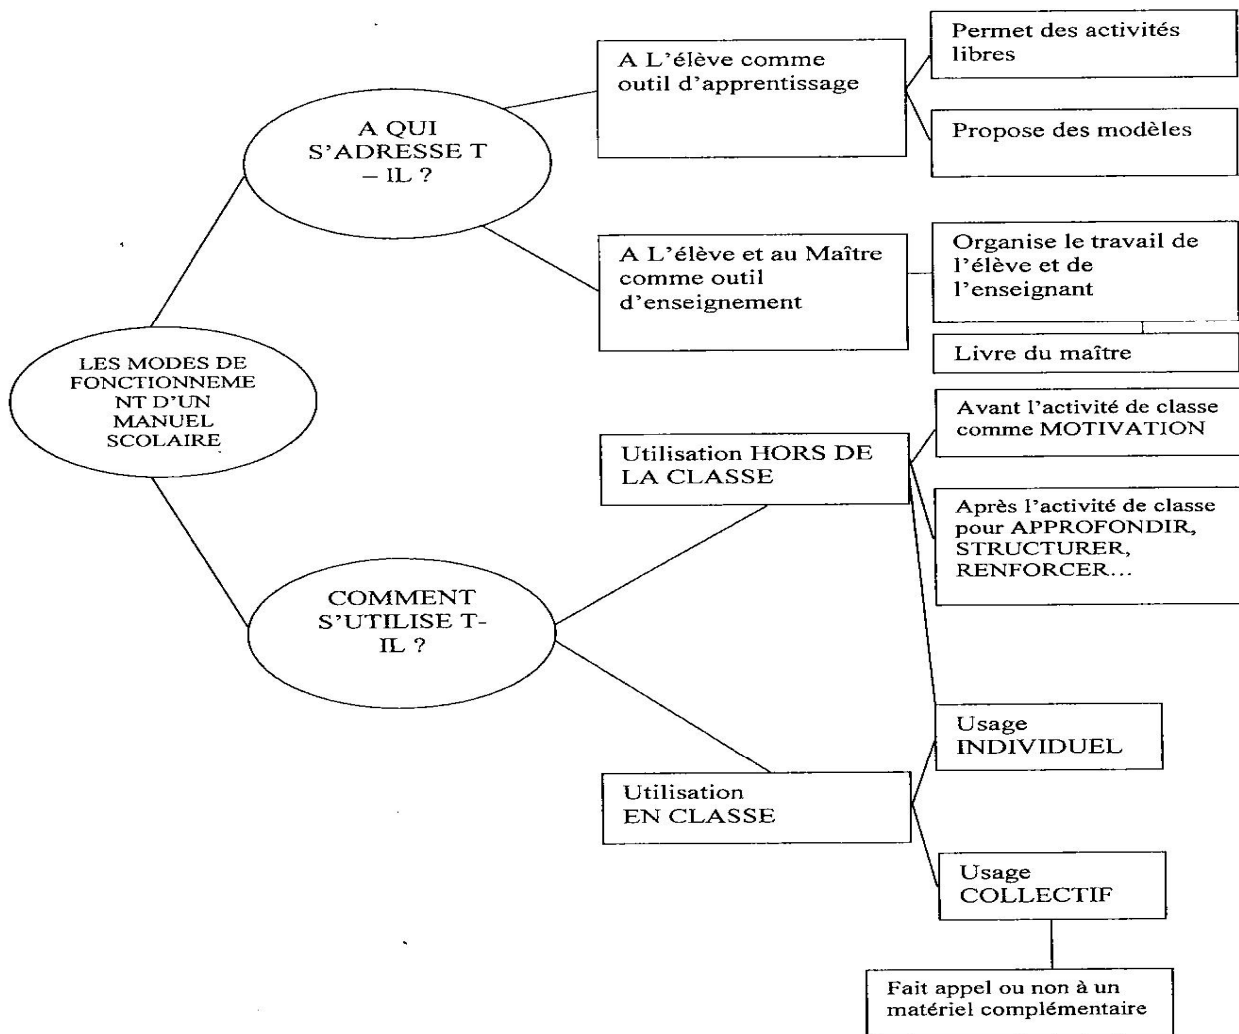 Permet des activités
libres
A L'élève comme
outil d'apprentissage
Propose des modèles
A QUI
S'ADRESSE T
– IL ?
A L'élève et au Maître
comme outil
d'enseignement
Organise le travail de
l'élève et de
l'enseignant
Livre du maître
LES MODES DE
FONCTIONNEME
NT D'UN
MANUEL
SCOLAIRE
Avant l'activité de classe
comme MOTIVATION
Utilisation HORS DE
LA CLASSE
Après l'activité de classe
pour APPROFONDIR,
STRUCTURER,
RENFORCER...
COMMENT
S'UTILISE T-
IL ?
Usage
INDIVIDUEL
Utilisation
EN CLASSE
Usage
COLLECTIF
Fait appel ou non à un
matériel complémentaire